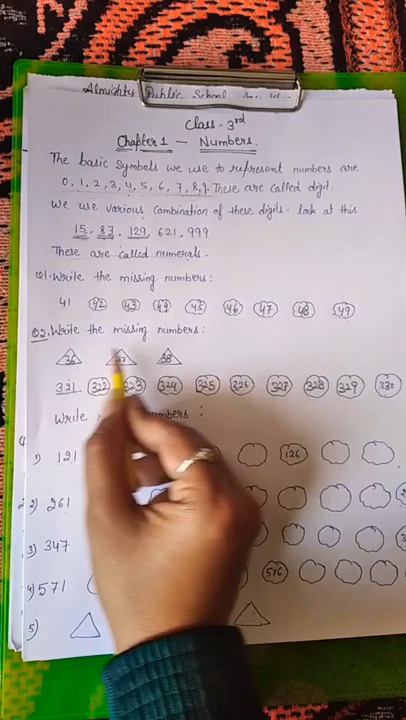 Almighty Public School
Class - 3rd
Chapter 1 - Numbers.
The basic symbols we use to represent numbers are
0, 1, 2, 3, 4, 5, 6, 7, 8, 9. These are called digit.
We use various combination of these digits. look at this
15, 87, 129, 621, 999
These are called numerals.
Q1. Write the missing numbers:
41 42 43 44 45 46 47 48 49
Q2. Write the missing numbers:
36 37 38
321 322 323 324 325 326 327 328 329 330
Write numbers :
1) 121 126
2) 261
3) 347
4) 571 576
5)